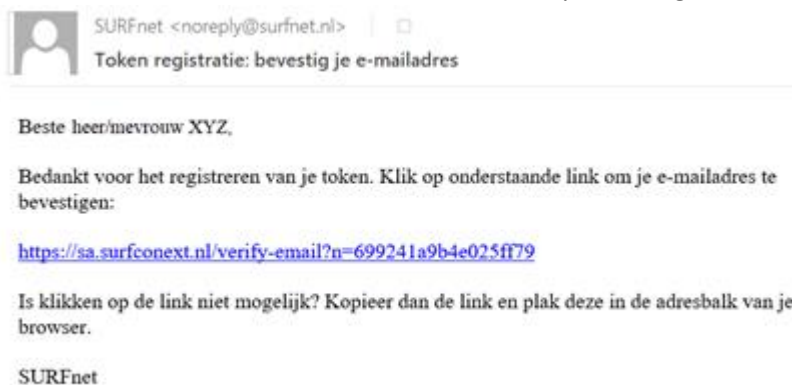 SURFnet <noreply@surfnet.nl>
Token registratie: bevestig je e-mailadres
Beste heer/mevrouw XYZ,
Bedankt voor het registreren van je token. Klik op onderstaande link om je e-mailadres te
bevestigen:
https://sa.surfconext.nl/verify-email?n=699241a9b4e025ff79
Is klikken op de link niet mogelijk? Kopieer dan de link en plak deze in de adresbalk van je
browser.
SURFnet